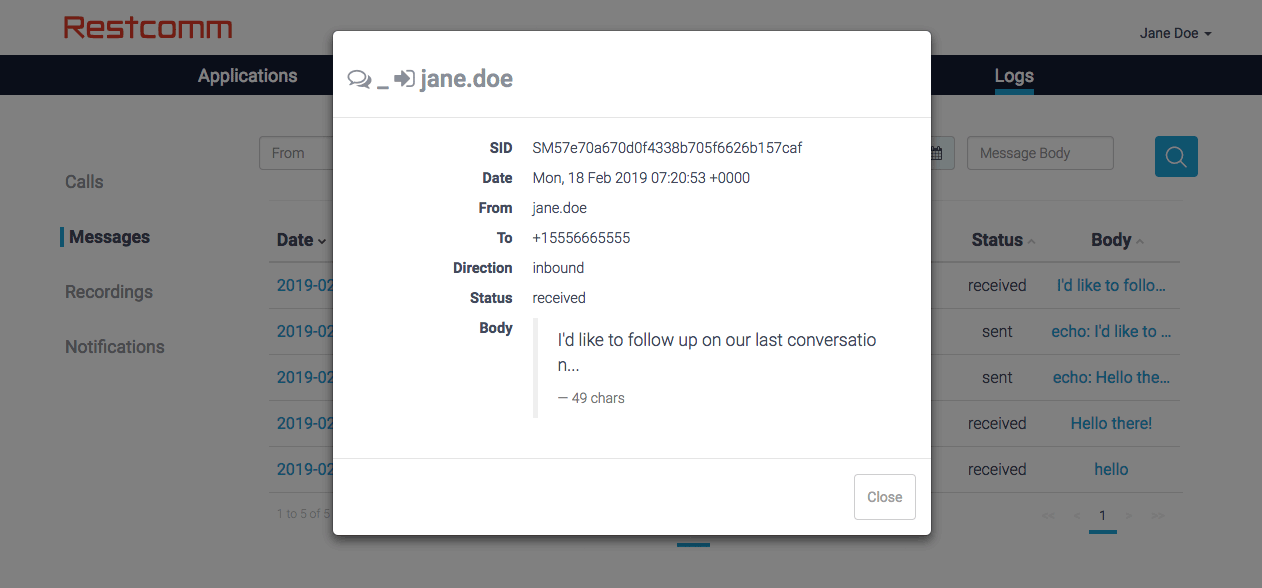 Restcomm
Jane Doe
Applications
Logs
_ jane.doe
SID SM57e70a670d0f4338b705f6626b157caf
Date Mon, 18 Feb 2019 07:20:53 +0000
From jane.doe
To +15556665555
Direction inbound
Status received
Body I'd like to follow up on our last conversatio
n...
— 49 chars
Close
From
Message Body
Calls
Messages
Recordings
Notifications
Date Status Body
2019-02 received I'd like to follo...
2019-02 sent echo: I'd like to ...
2019-02 sent echo: Hello the...
2019-02 received Hello there!
2019-02 received hello
1 to 5 of 5
<< < 1 > >>